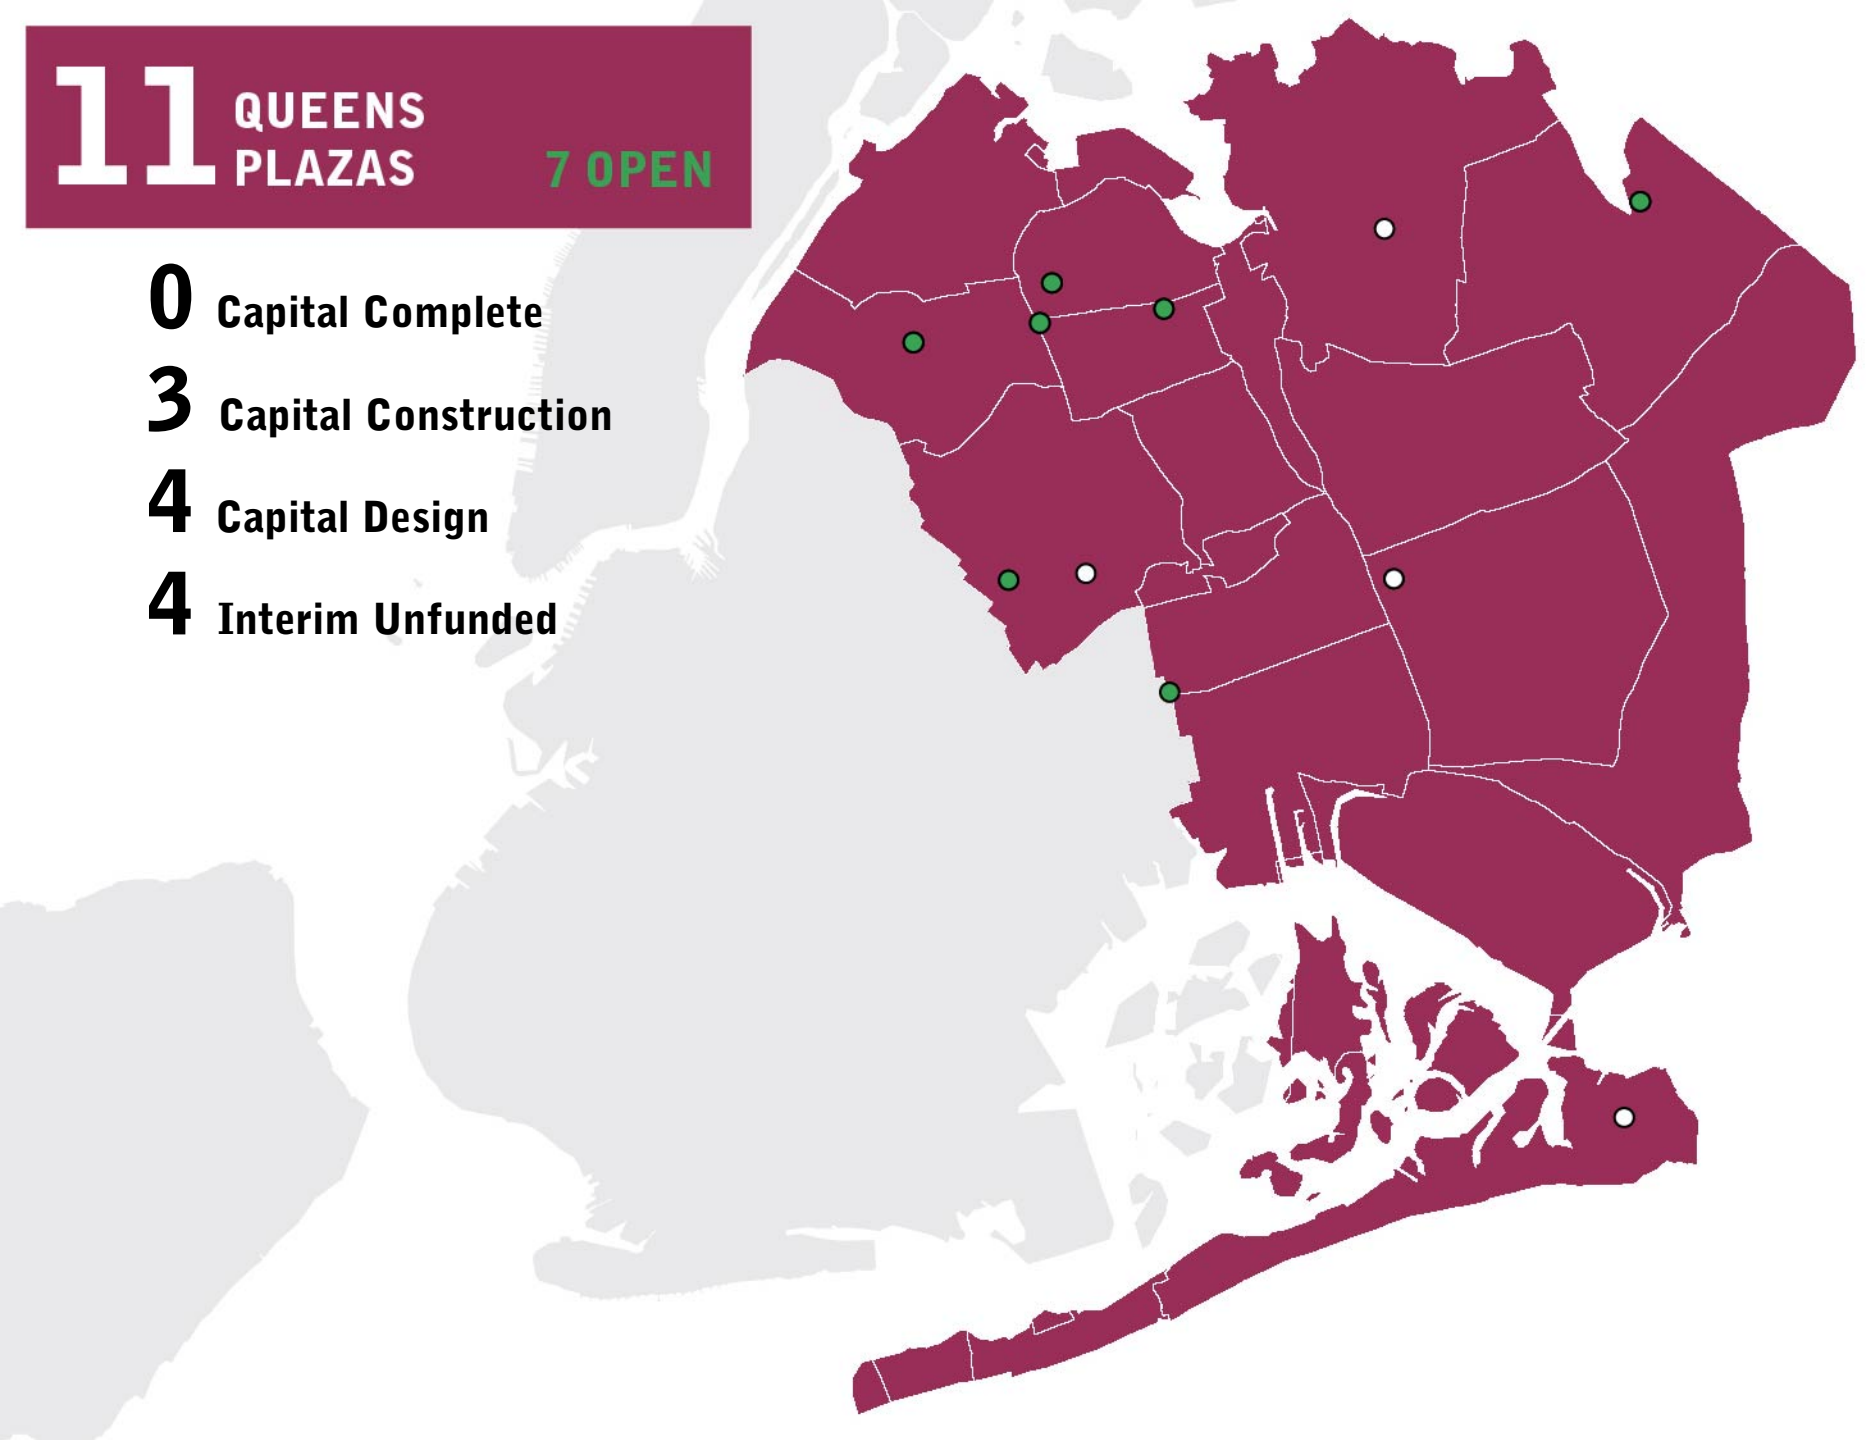 11 QUEENS
PLAZAS 7 OPEN
0 Capital Complete
3 Capital Construction
4 Capital Design
4 Interim Unfunded